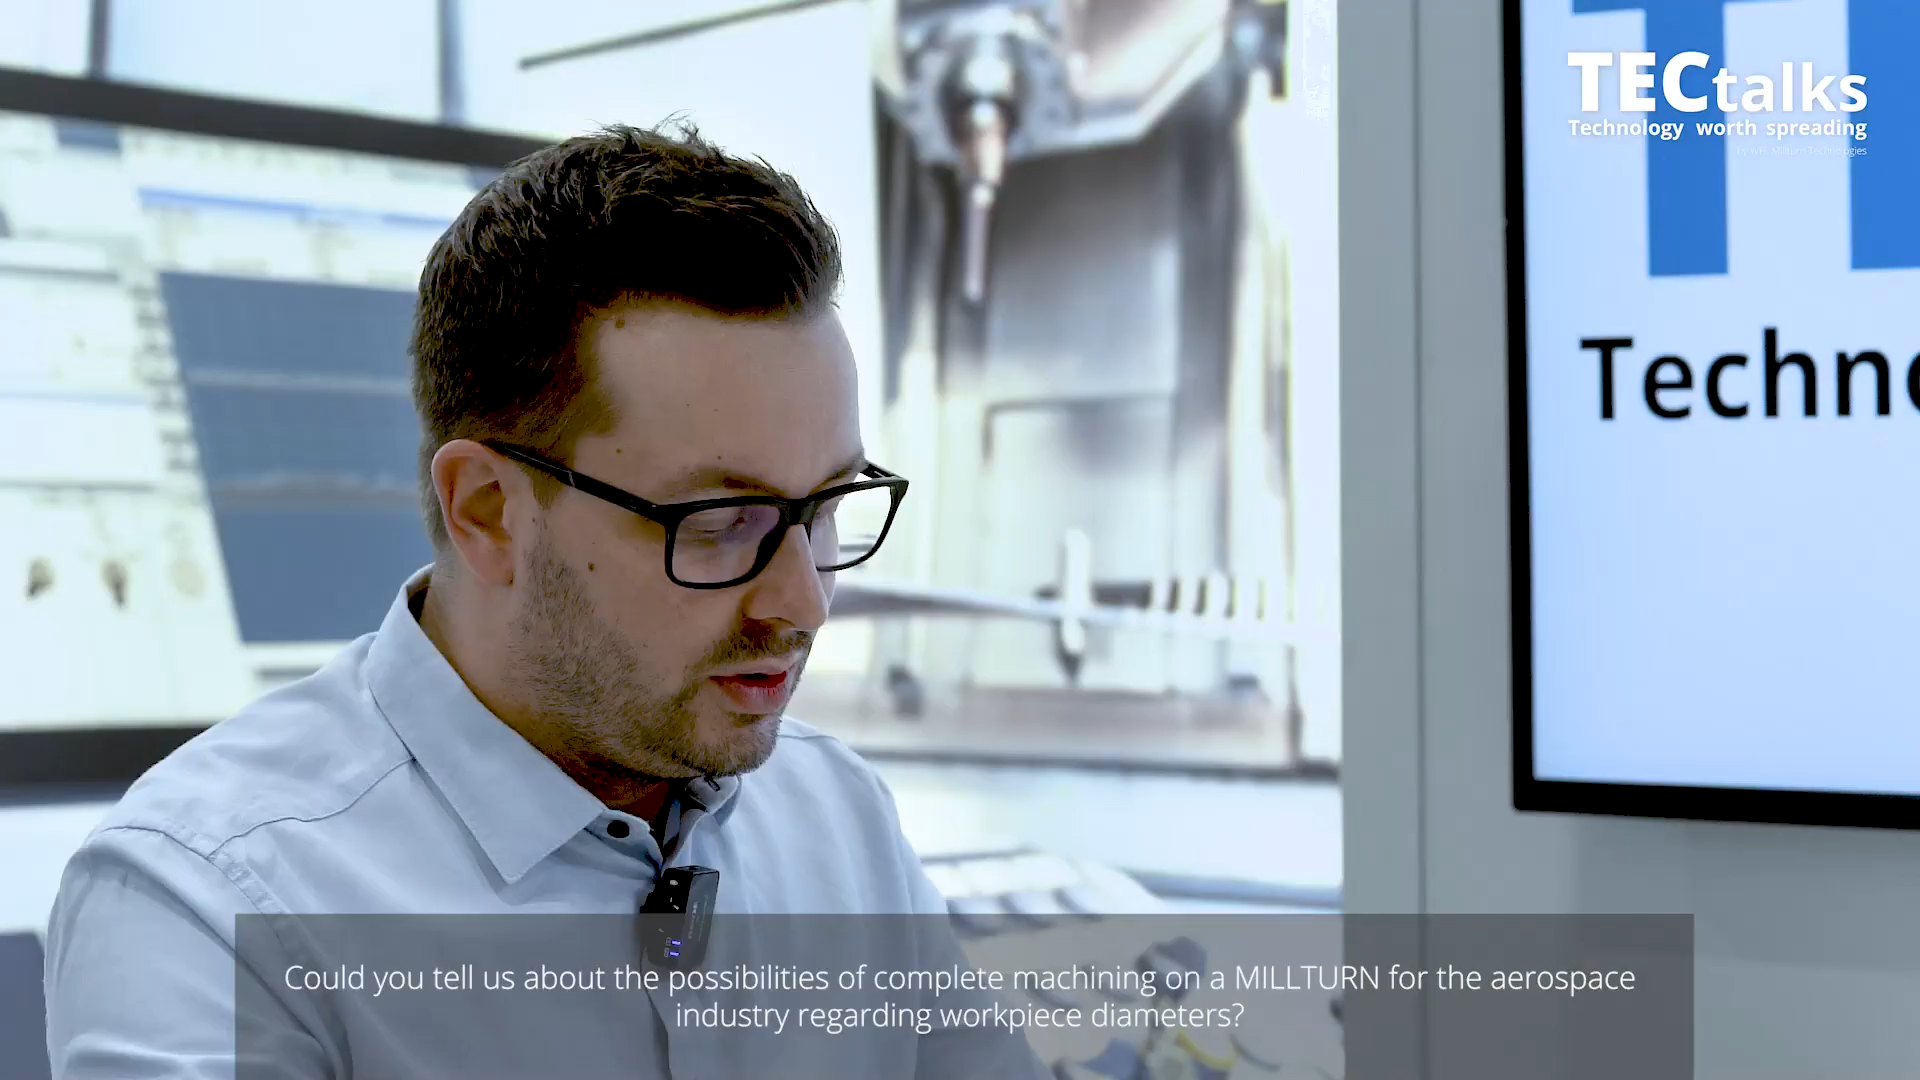 TECtalks
Technology worth spreading
Techno
Could you tell us about the possibilities of complete machining on a MILLTURN for the aerospace
industry regarding workpiece diameters?